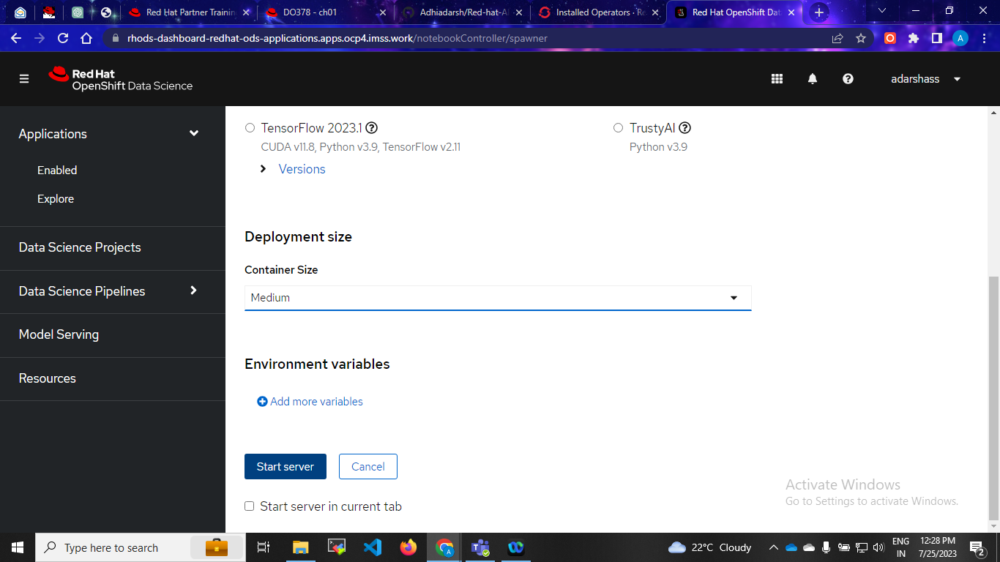 Red Hat Partner Trainin
DO378 - ch01
Adhiadarsh/Red-hat-AI
Installed Operators · Re
Red Hat OpenShift Dat
rhods-dashboard-redhat-ods-applications.apps.ocp4.imss.work/notebookController/spawner
A
Red Hat
OpenShift Data Science
adarshass
Applications
Enabled
Explore
Data Science Projects
Data Science Pipelines
Model Serving
Resources
TensorFlow 2023.1
CUDA v11.8, Python v3.9, TensorFlow v2.11
Versions
TrustyAI
Python v3.9
Deployment size
Container Size
Medium
Environment variables
Add more variables
Start server
Cancel
Start server in current tab
Activate Windows
Go to Settings to activate Windows.
Type here to search
22°C Cloudy
ENG
IN
12:28 PM
7/25/2023
2